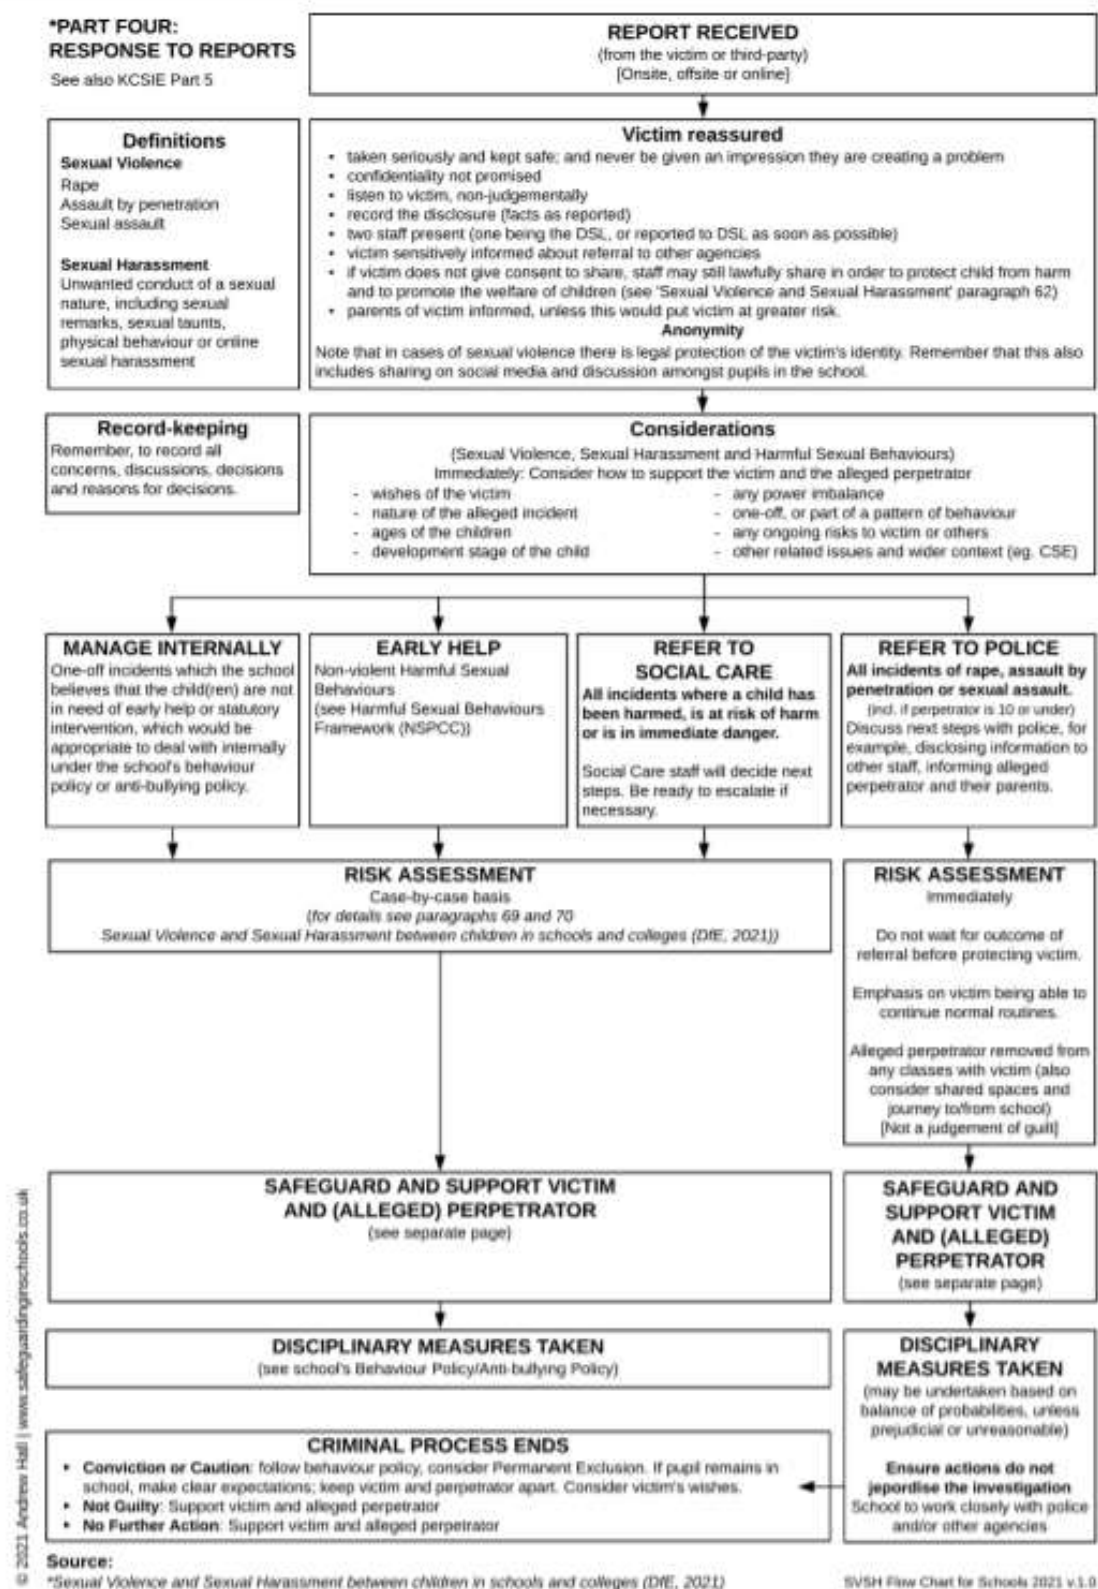 *PART FOUR:
RESPONSE TO REPORTS
See also KCSIE Part 5
REPORT RECEIVED
(from the victim or third-party)
[Onsite, offsite or online]
Definitions
Sexual Violence
Rape
Assault by penetration
Sexual assault
Sexual Harassment
Unwanted conduct of a sexual
nature, including sexual
remarks, sexual taunts,
physical behaviour or online
sexual harassment
Victim reassured
• taken seriously and kept safe; and never be given an impression they are creating a problem
• confidentiality not promised
• listen to victim, non-judgementally
• record the disclosure (facts as reported)
• two staff present (one being the DSL, or reported to DSL as soon as possible)
• victim sensitively informed about referral to other agencies
• if victim does not give consent to share, staff may still lawfully share in order to protect child from harm
and to promote the welfare of children (see 'Sexual Violence and Sexual Harassment' paragraph 62)
• parents of victim informed, unless this would put victim at greater risk.
Anonymity
Note that in cases of sexual violence there is legal protection of the victim's identity. Remember that this also
includes sharing on social media and discussion amongst pupils in the school.
Record-keeping
Remember, to record all
concerns, discussions, decisions
and reasons for decisions.
Considerations
(Sexual Violence, Sexual Harassment and Harmful Sexual Behaviours)
Immediately: Consider how to support the victim and the alleged perpetrator
- wishes of the victim
- nature of the alleged incident
- ages of the children
- development stage of the child
- any power imbalance
- one-off, or part of a pattern of behaviour
- any ongoing risks to victim or others
- other related issues and wider context (eg. CSE)
MANAGE INTERNALLY
One-off incidents which the school
believes that the child(ren) are not
in need of early help or statutory
intervention, which would be
appropriate to deal with internally
under the school's behaviour
policy or anti-bullying policy.
EARLY HELP
Non-violent Harmful Sexual
Behaviours
(see Harmful Sexual Behaviours
Framework (NSPCC))
REFER TO
SOCIAL CARE
All incidents where a child has
been harmed, is at risk of harm
or is in immediate danger.
Social Care staff will decide next
steps. Be ready to escalate if
necessary.
REFER TO POLICE
All incidents of rape, assault by
penetration or sexual assault.
(incl. if perpetrator is 10 or under)
Discuss next steps with police, for
example, disclosing information to
other staff, informing alleged
perpetrator and their parents.
RISK ASSESSMENT
Case-by-case basis
(for details see paragraphs 69 and 70
Sexual Violence and Sexual Harassment between children in schools and colleges (DfE, 2021))
RISK ASSESSMENT
Immediately
Do not wait for outcome of
referral before protecting victim.
Emphasis on victim being able to
continue normal routines.
Alleged perpetrator removed from
any classes with victim (also
consider shared spaces and
journey to/from school)
[Not a judgement of guilt]
SAFEGUARD AND SUPPORT VICTIM
AND (ALLEGED) PERPETRATOR
(see separate page)
SAFEGUARD AND
SUPPORT VICTIM
AND (ALLEGED)
PERPETRATOR
(see separate page)
DISCIPLINARY MEASURES TAKEN
(see school's Behaviour Policy/Anti-bullying Policy)
DISCIPLINARY
MEASURES TAKEN
(may be undertaken based on
balance of probabilities, unless
prejudicial or unreasonable)
Ensure actions do not
jepordise the investigation
School to work closely with police
and/or other agencies
CRIMINAL PROCESS ENDS
• Conviction or Caution: follow behaviour policy, consider Permanent Exclusion. If pupil remains in
school, make clear expectations; keep victim and perpetrator apart. Consider victim's wishes.
• Not Guilty: Support victim and alleged perpetrator
• No Further Action: Support victim and alleged perpetrator
© 2021 Andrew Hall | www.safeguardinginschools.co.uk
Source:
*Sexual Violence and Sexual Harassment between children in schools and colleges (DfE, 2021)
SVSH Flow Chart for Schools 2021 v.1.0